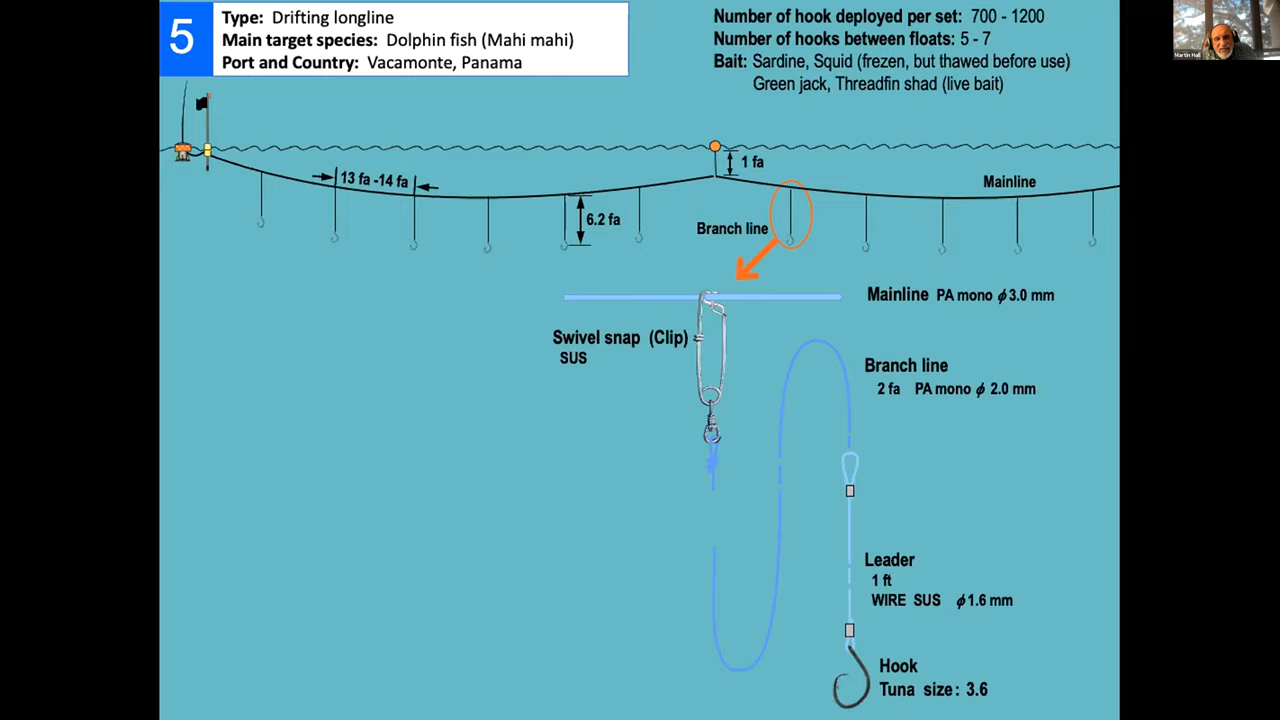 5
Type: Drifting longline
Main target species: Dolphin fish (Mahi mahi)
Port and Country: Vacamonte, Panama
Number of hook deployed per set: 700 - 1200
Number of hooks between floats: 5 - 7
Bait: Sardine, Squid (frozen, but thawed before use)
Green jack, Threadfin shad (live bait)
Martin Hall
1 fa
13 fa -14 fa
Mainline
6.2 fa
Branch line
Mainline PA mono ϕ 3.0 mm
Swivel snap (Clip)
SUS
Branch line
2 fa PA mono ϕ 2.0 mm
Leader
1 ft
WIRE SUS ϕ 1.6 mm
Hook
Tuna size: 3.6